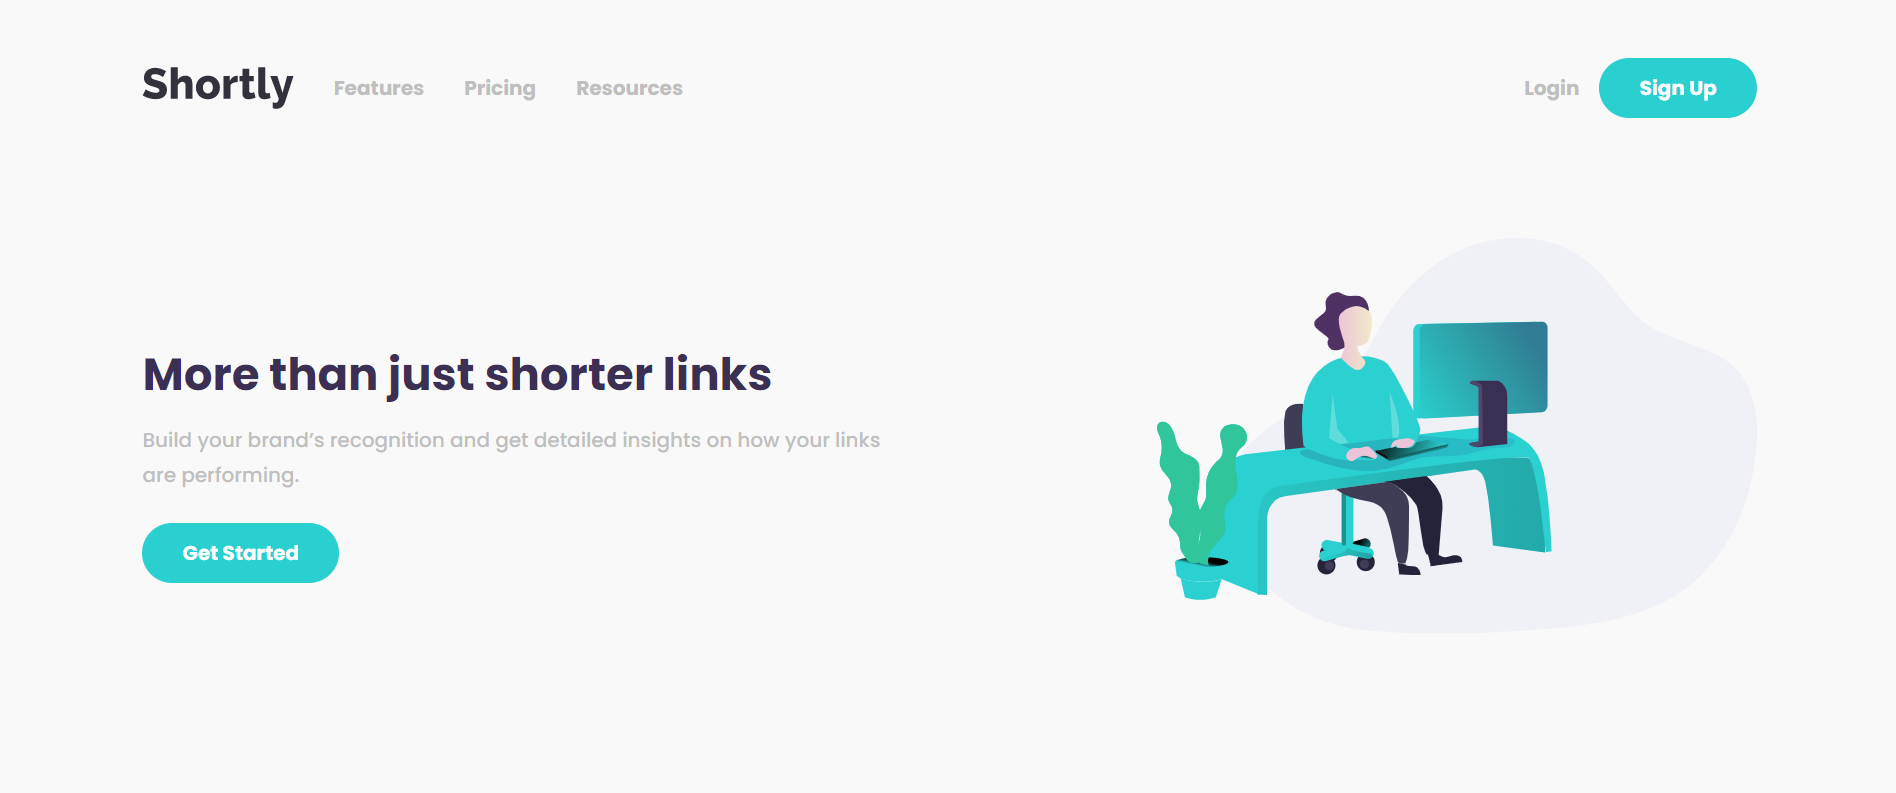 Shortly Features Pricing Resources Login Sign Up
More than just shorter links
Build your brand’s recognition and get detailed insights on how your links
are performing.
Get Started